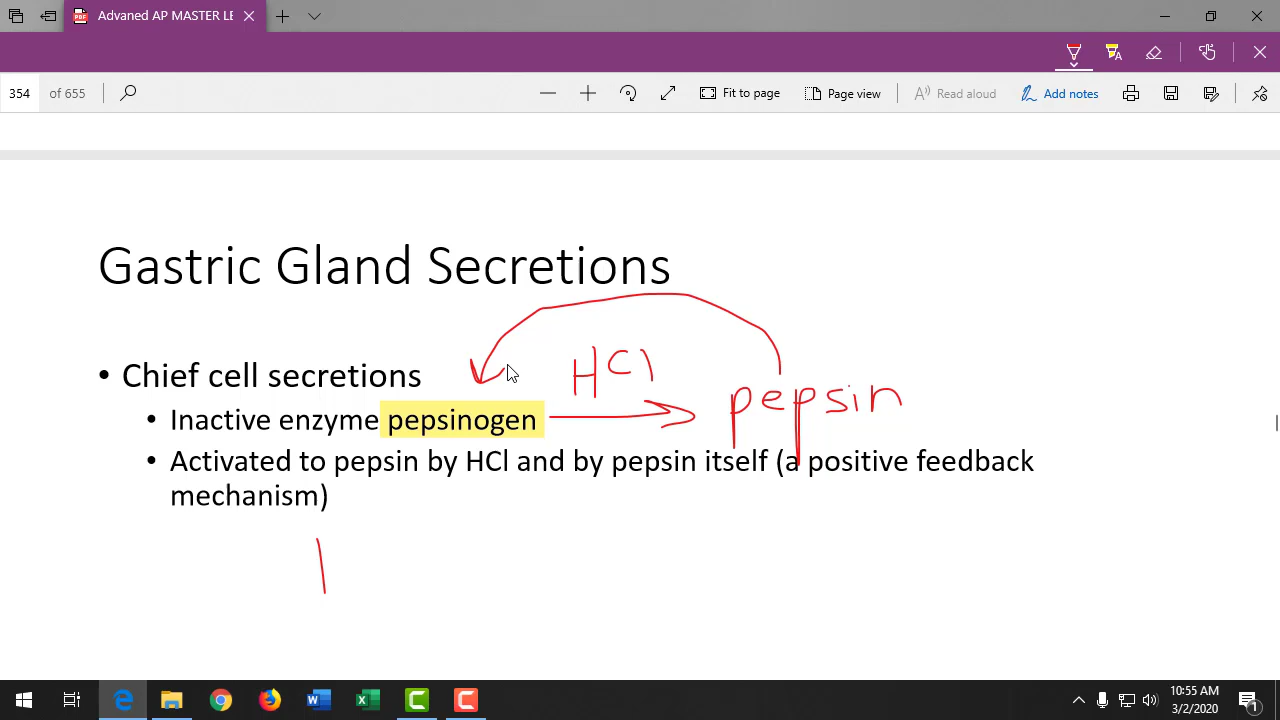 Advaned AP MASTER LE
354 of 655
Fit to page
Page view
Read aloud
Add notes
Gastric Gland Secretions
• Chief cell secretions
HCl
• Inactive enzyme pepsinogen
pepsin
• Activated to pepsin by HCl and by pepsin itself (a positive feedback
mechanism)
10:55 AM
3/2/2020